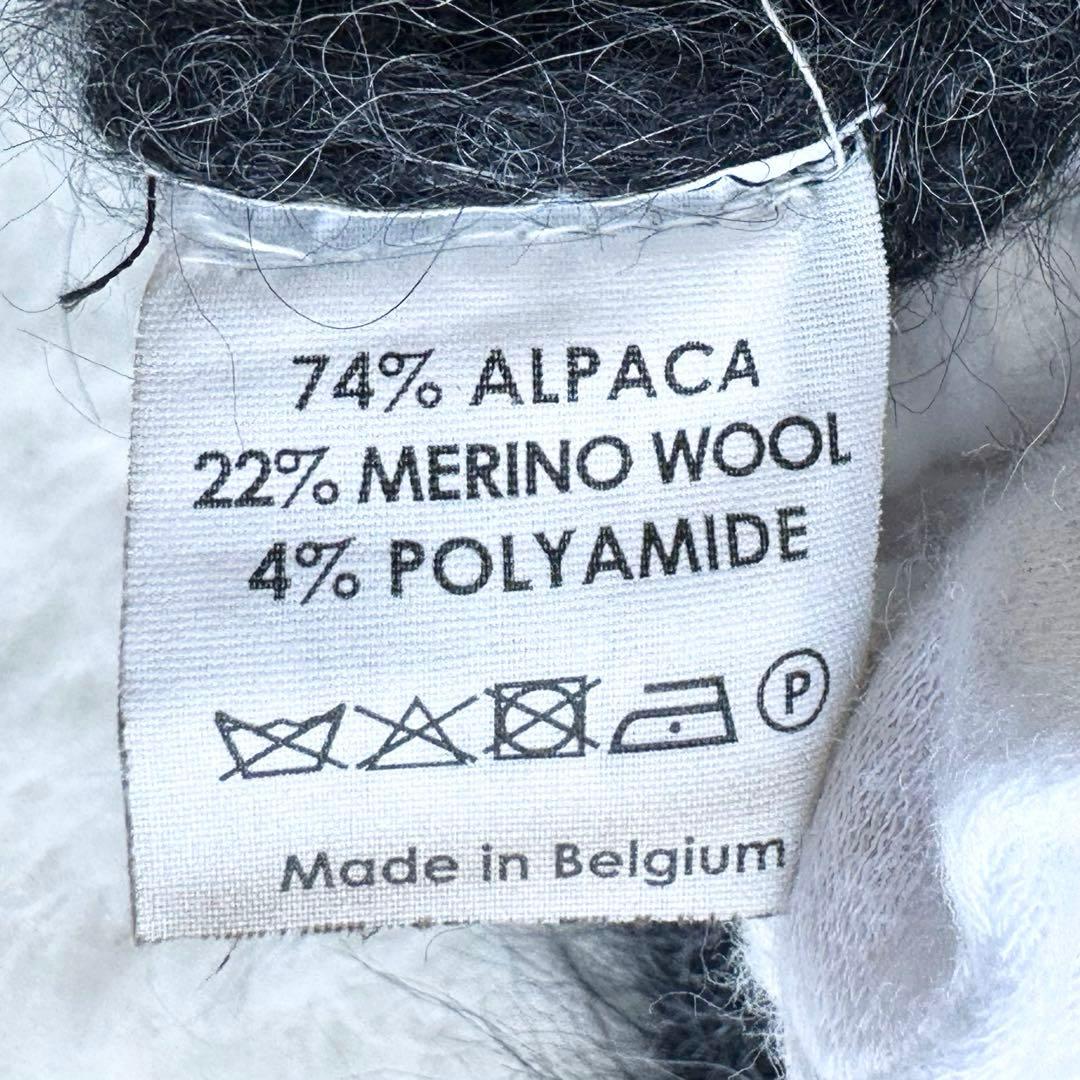 74% ALPACA
22% MERINO WOOL
4% POLYAMIDE
P
Made in Belgium